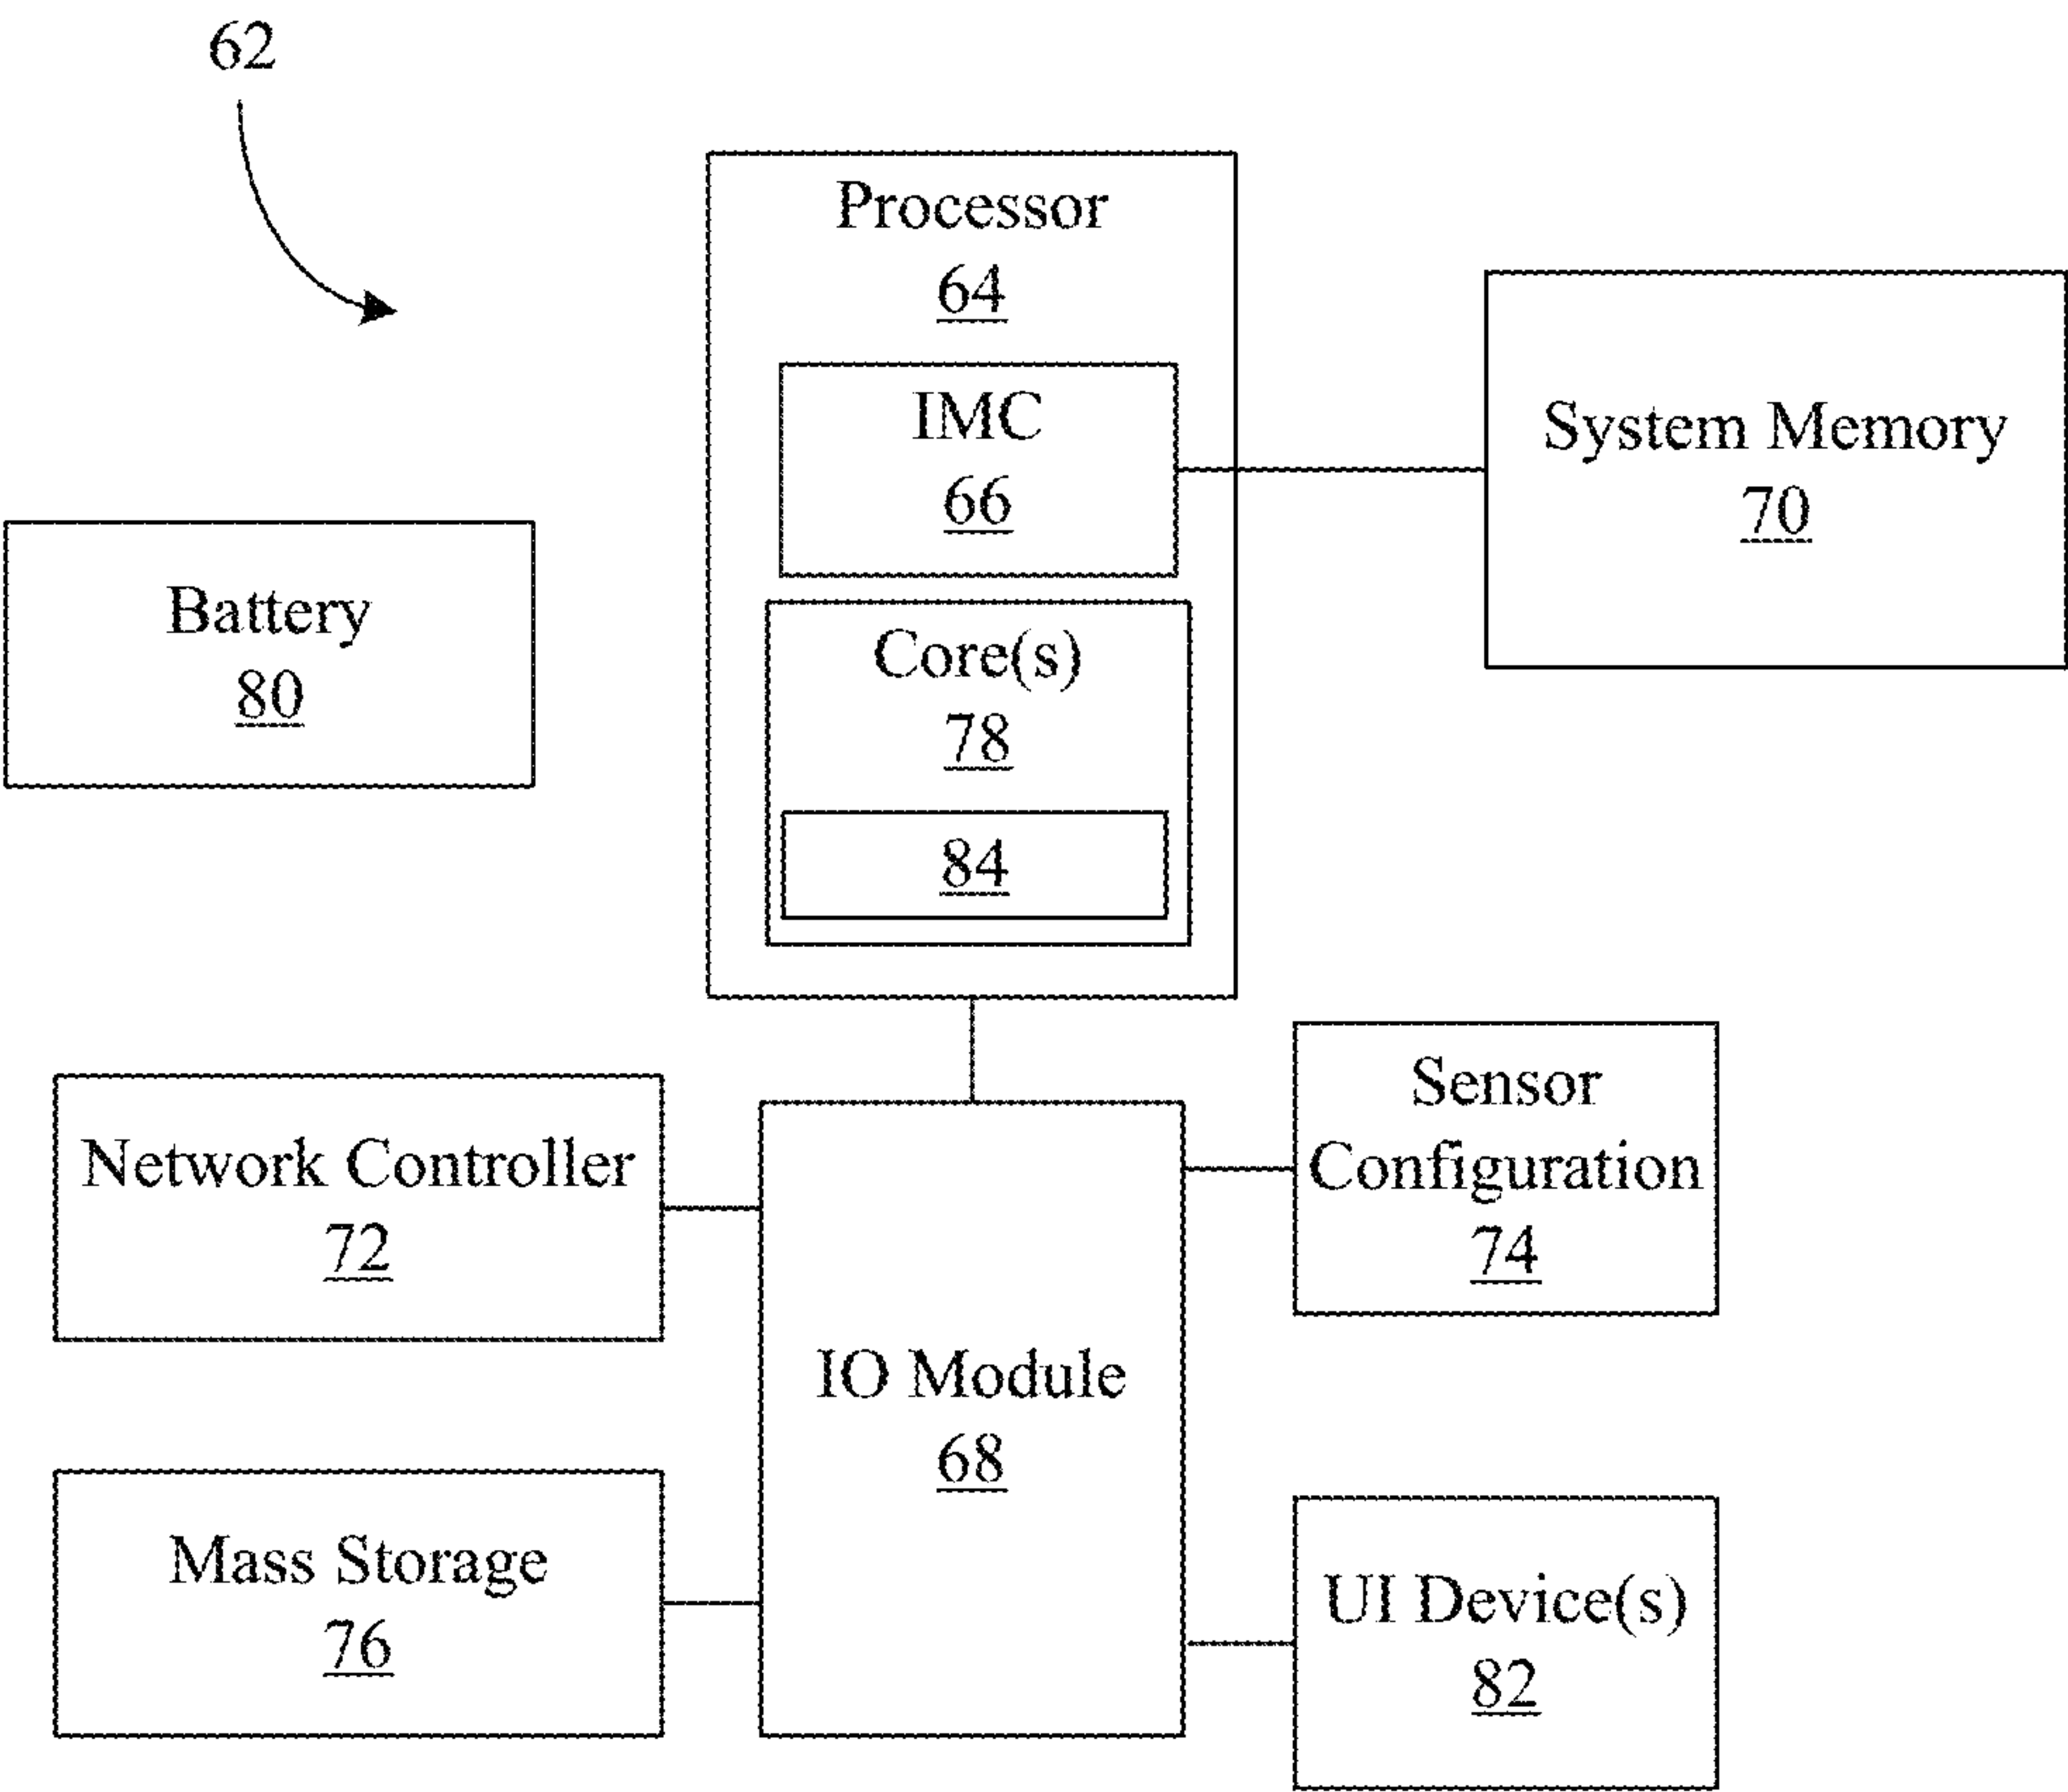 62
Processor
64
IMC
66
System Memory
70
Battery
80
Core(s)
78
84
Network Controller
72
Sensor
Configuration
74
IO Module
68
Mass Storage
76
UI Device(s)
82